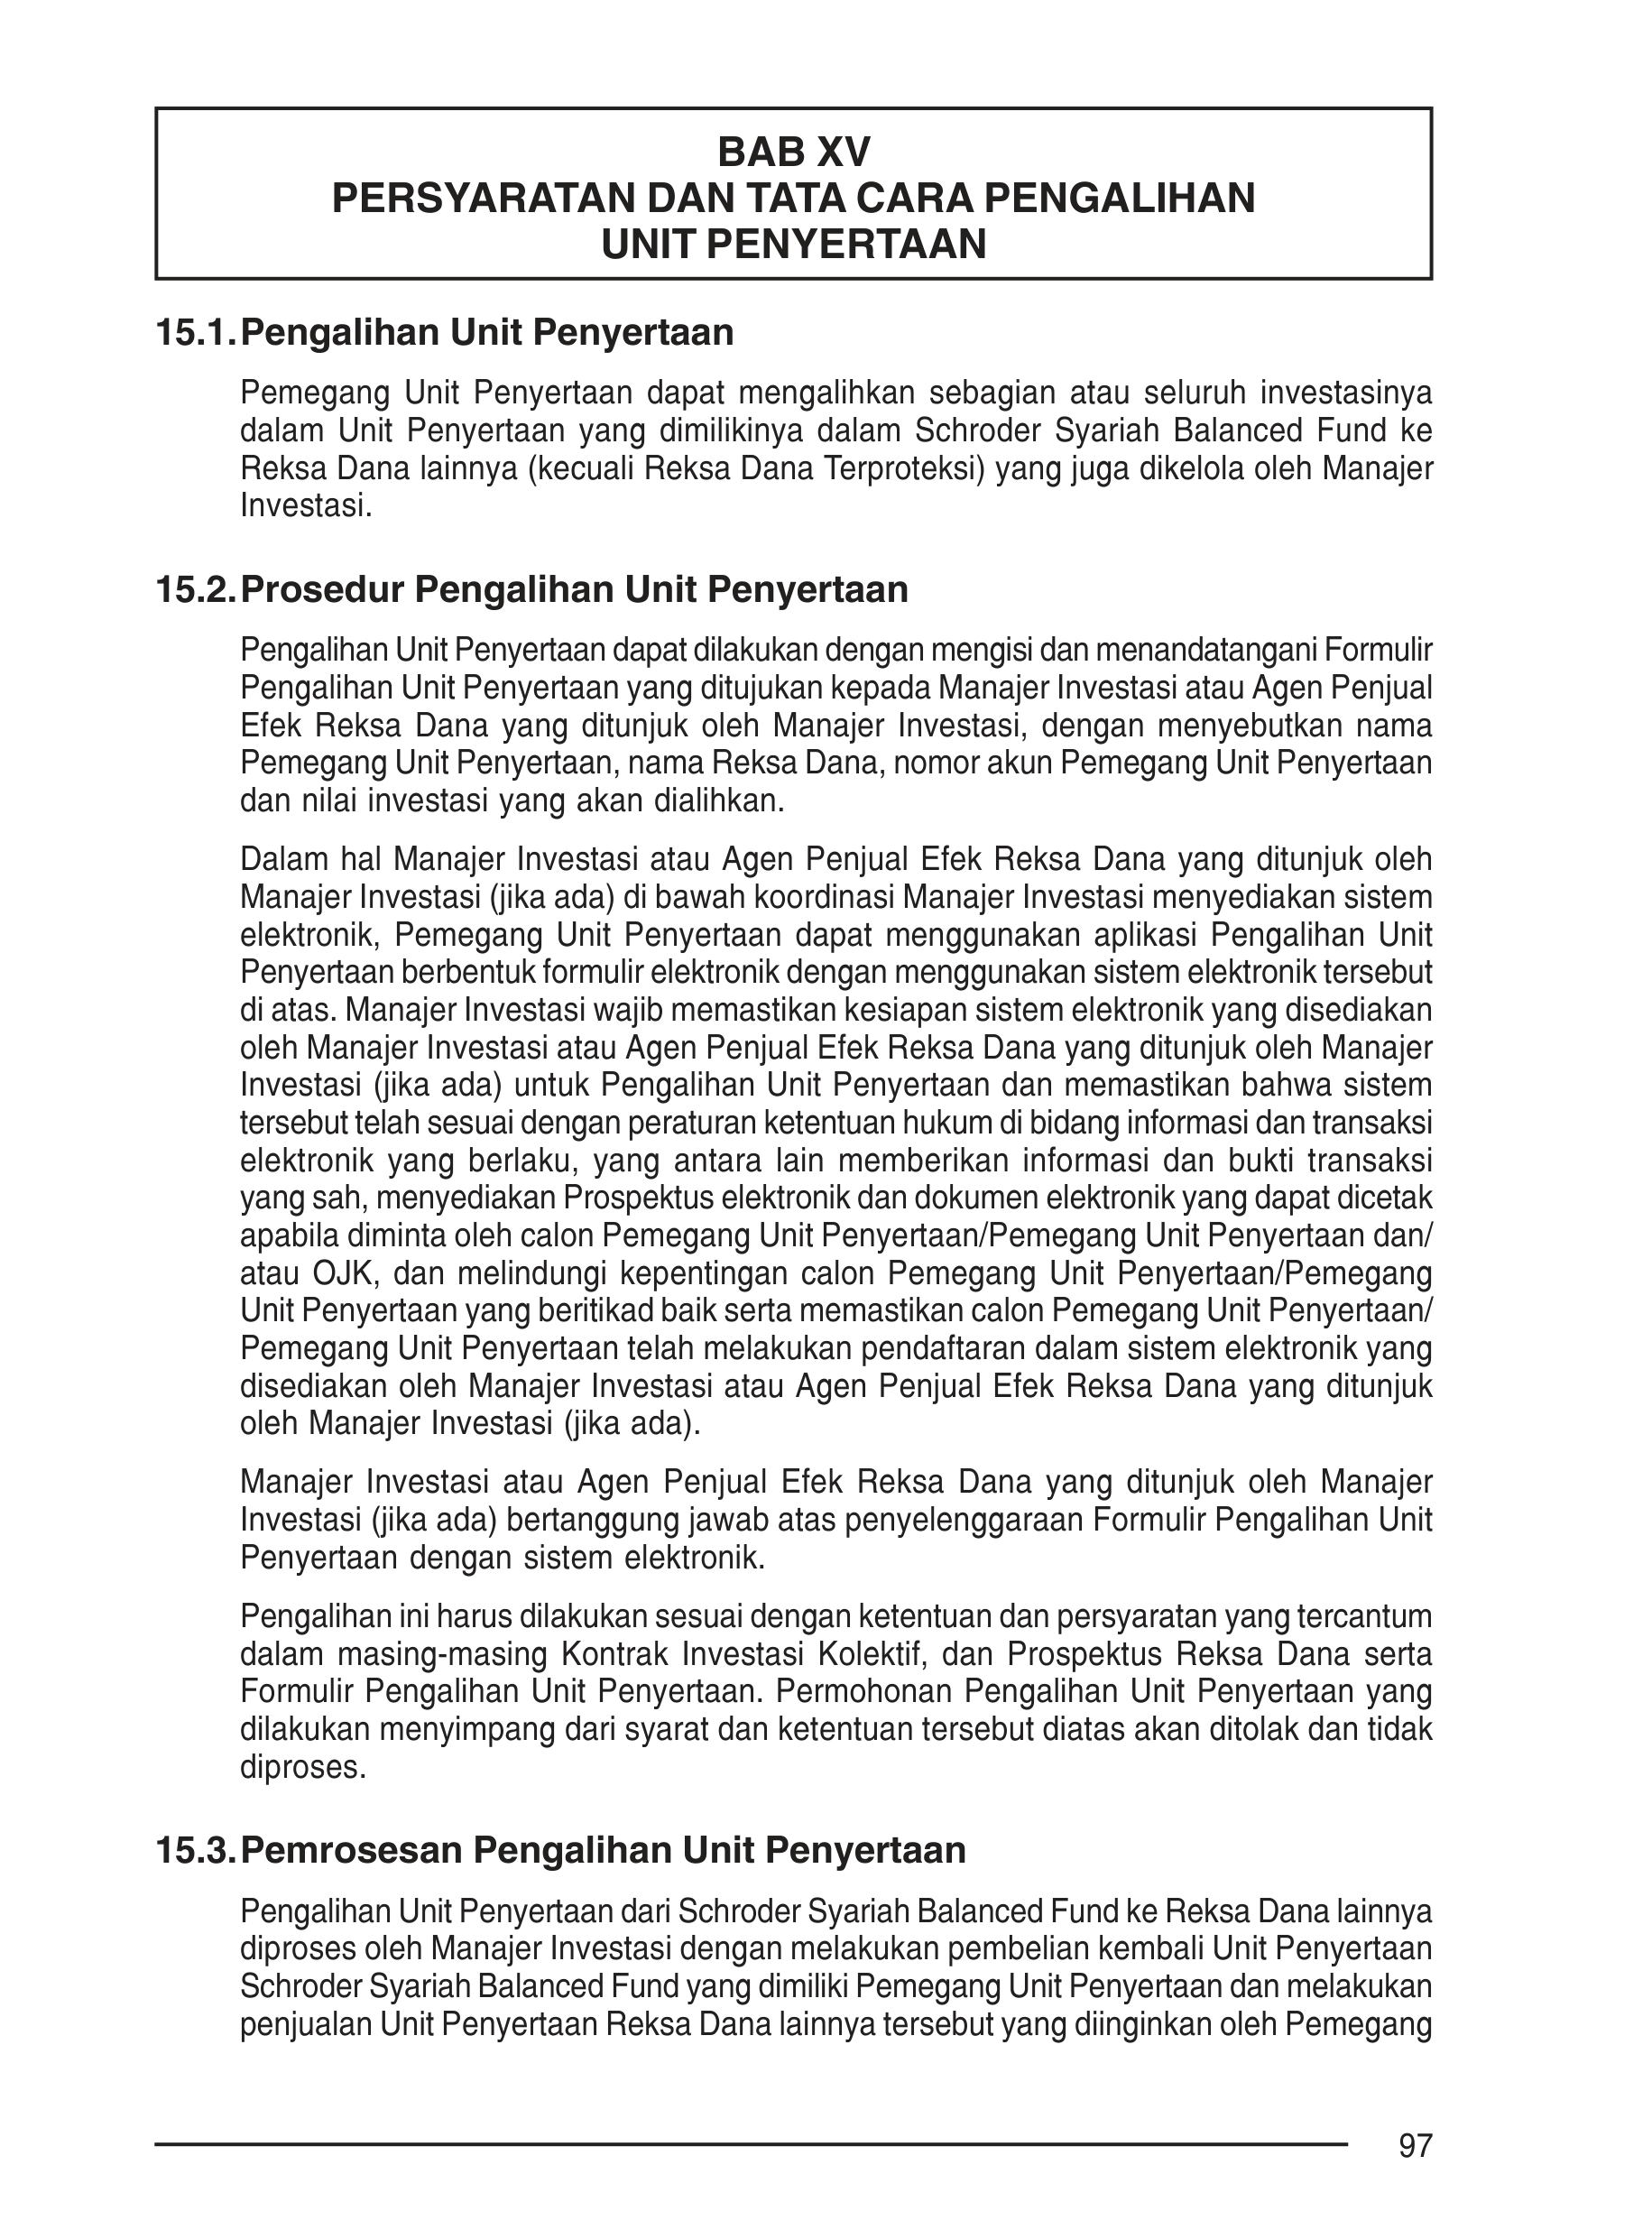 BAB XV
PERSYARATAN DAN TATA CARA PENGALIHAN
UNIT PENYERTAAN
15.1. Pengalihan Unit Penyertaan
Pemegang Unit Penyertaan dapat mengalihkan sebagian atau seluruh investasinya
dalam Unit Penyertaan yang dimilikinya dalam Schroder Syariah Balanced Fund ke
Reksa Dana lainnya (kecuali Reksa Dana Terproteksi) yang juga dikelola oleh Manajer
Investasi.
15.2. Prosedur Pengalihan Unit Penyertaan
Pengalihan Unit Penyertaan dapat dilakukan dengan mengisi dan menandatangani Formulir
Pengalihan Unit Penyertaan yang ditujukan kepada Manajer Investasi atau Agen Penjual
Efek Reksa Dana yang ditunjuk oleh Manajer Investasi, dengan menyebutkan nama
Pemegang Unit Penyertaan, nama Reksa Dana, nomor akun Pemegang Unit Penyertaan
dan nilai investasi yang akan dialihkan.
Dalam hal Manajer Investasi atau Agen Penjual Efek Reksa Dana yang ditunjuk oleh
Manajer Investasi (jika ada) di bawah koordinasi Manajer Investasi menyediakan sistem
elektronik, Pemegang Unit Penyertaan dapat menggunakan aplikasi Pengalihan Unit
Penyertaan berbentuk formulir elektronik dengan menggunakan sistem elektronik tersebut
di atas. Manajer Investasi wajib memastikan kesiapan sistem elektronik yang disediakan
oleh Manajer Investasi atau Agen Penjual Efek Reksa Dana yang ditunjuk oleh Manajer
Investasi (jika ada) untuk Pengalihan Unit Penyertaan dan memastikan bahwa sistem
tersebut telah sesuai dengan peraturan ketentuan hukum di bidang informasi dan transaksi
elektronik yang berlaku, yang antara lain memberikan informasi dan bukti transaksi
yang sah, menyediakan Prospektus elektronik dan dokumen elektronik yang dapat dicetak
apabila diminta oleh calon Pemegang Unit Penyertaan/Pemegang Unit Penyertaan dan/
atau OJK, dan melindungi kepentingan calon Pemegang Unit Penyertaan/Pemegang
Unit Penyertaan yang beritikad baik serta memastikan calon Pemegang Unit Penyertaan/
Pemegang Unit Penyertaan telah melakukan pendaftaran dalam sistem elektronik yang
disediakan oleh Manajer Investasi atau Agen Penjual Efek Reksa Dana yang ditunjuk
oleh Manajer Investasi (jika ada).
Manajer Investasi atau Agen Penjual Efek Reksa Dana yang ditunjuk oleh Manajer
Investasi (jika ada) bertanggung jawab atas penyelenggaraan Formulir Pengalihan Unit
Penyertaan dengan sistem elektronik.
Pengalihan ini harus dilakukan sesuai dengan ketentuan dan persyaratan yang tercantum
dalam masing-masing Kontrak Investasi Kolektif, dan Prospektus Reksa Dana serta
Formulir Pengalihan Unit Penyertaan. Permohonan Pengalihan Unit Penyertaan yang
dilakukan menyimpang dari syarat dan ketentuan tersebut diatas akan ditolak dan tidak
diproses.
15.3. Pemrosesan Pengalihan Unit Penyertaan
Pengalihan Unit Penyertaan dari Schroder Syariah Balanced Fund ke Reksa Dana lainnya
diproses oleh Manajer Investasi dengan melakukan pembelian kembali Unit Penyertaan
Schroder Syariah Balanced Fund yang dimiliki Pemegang Unit Penyertaan dan melakukan
penjualan Unit Penyertaan Reksa Dana lainnya tersebut yang diinginkan oleh Pemegang
97